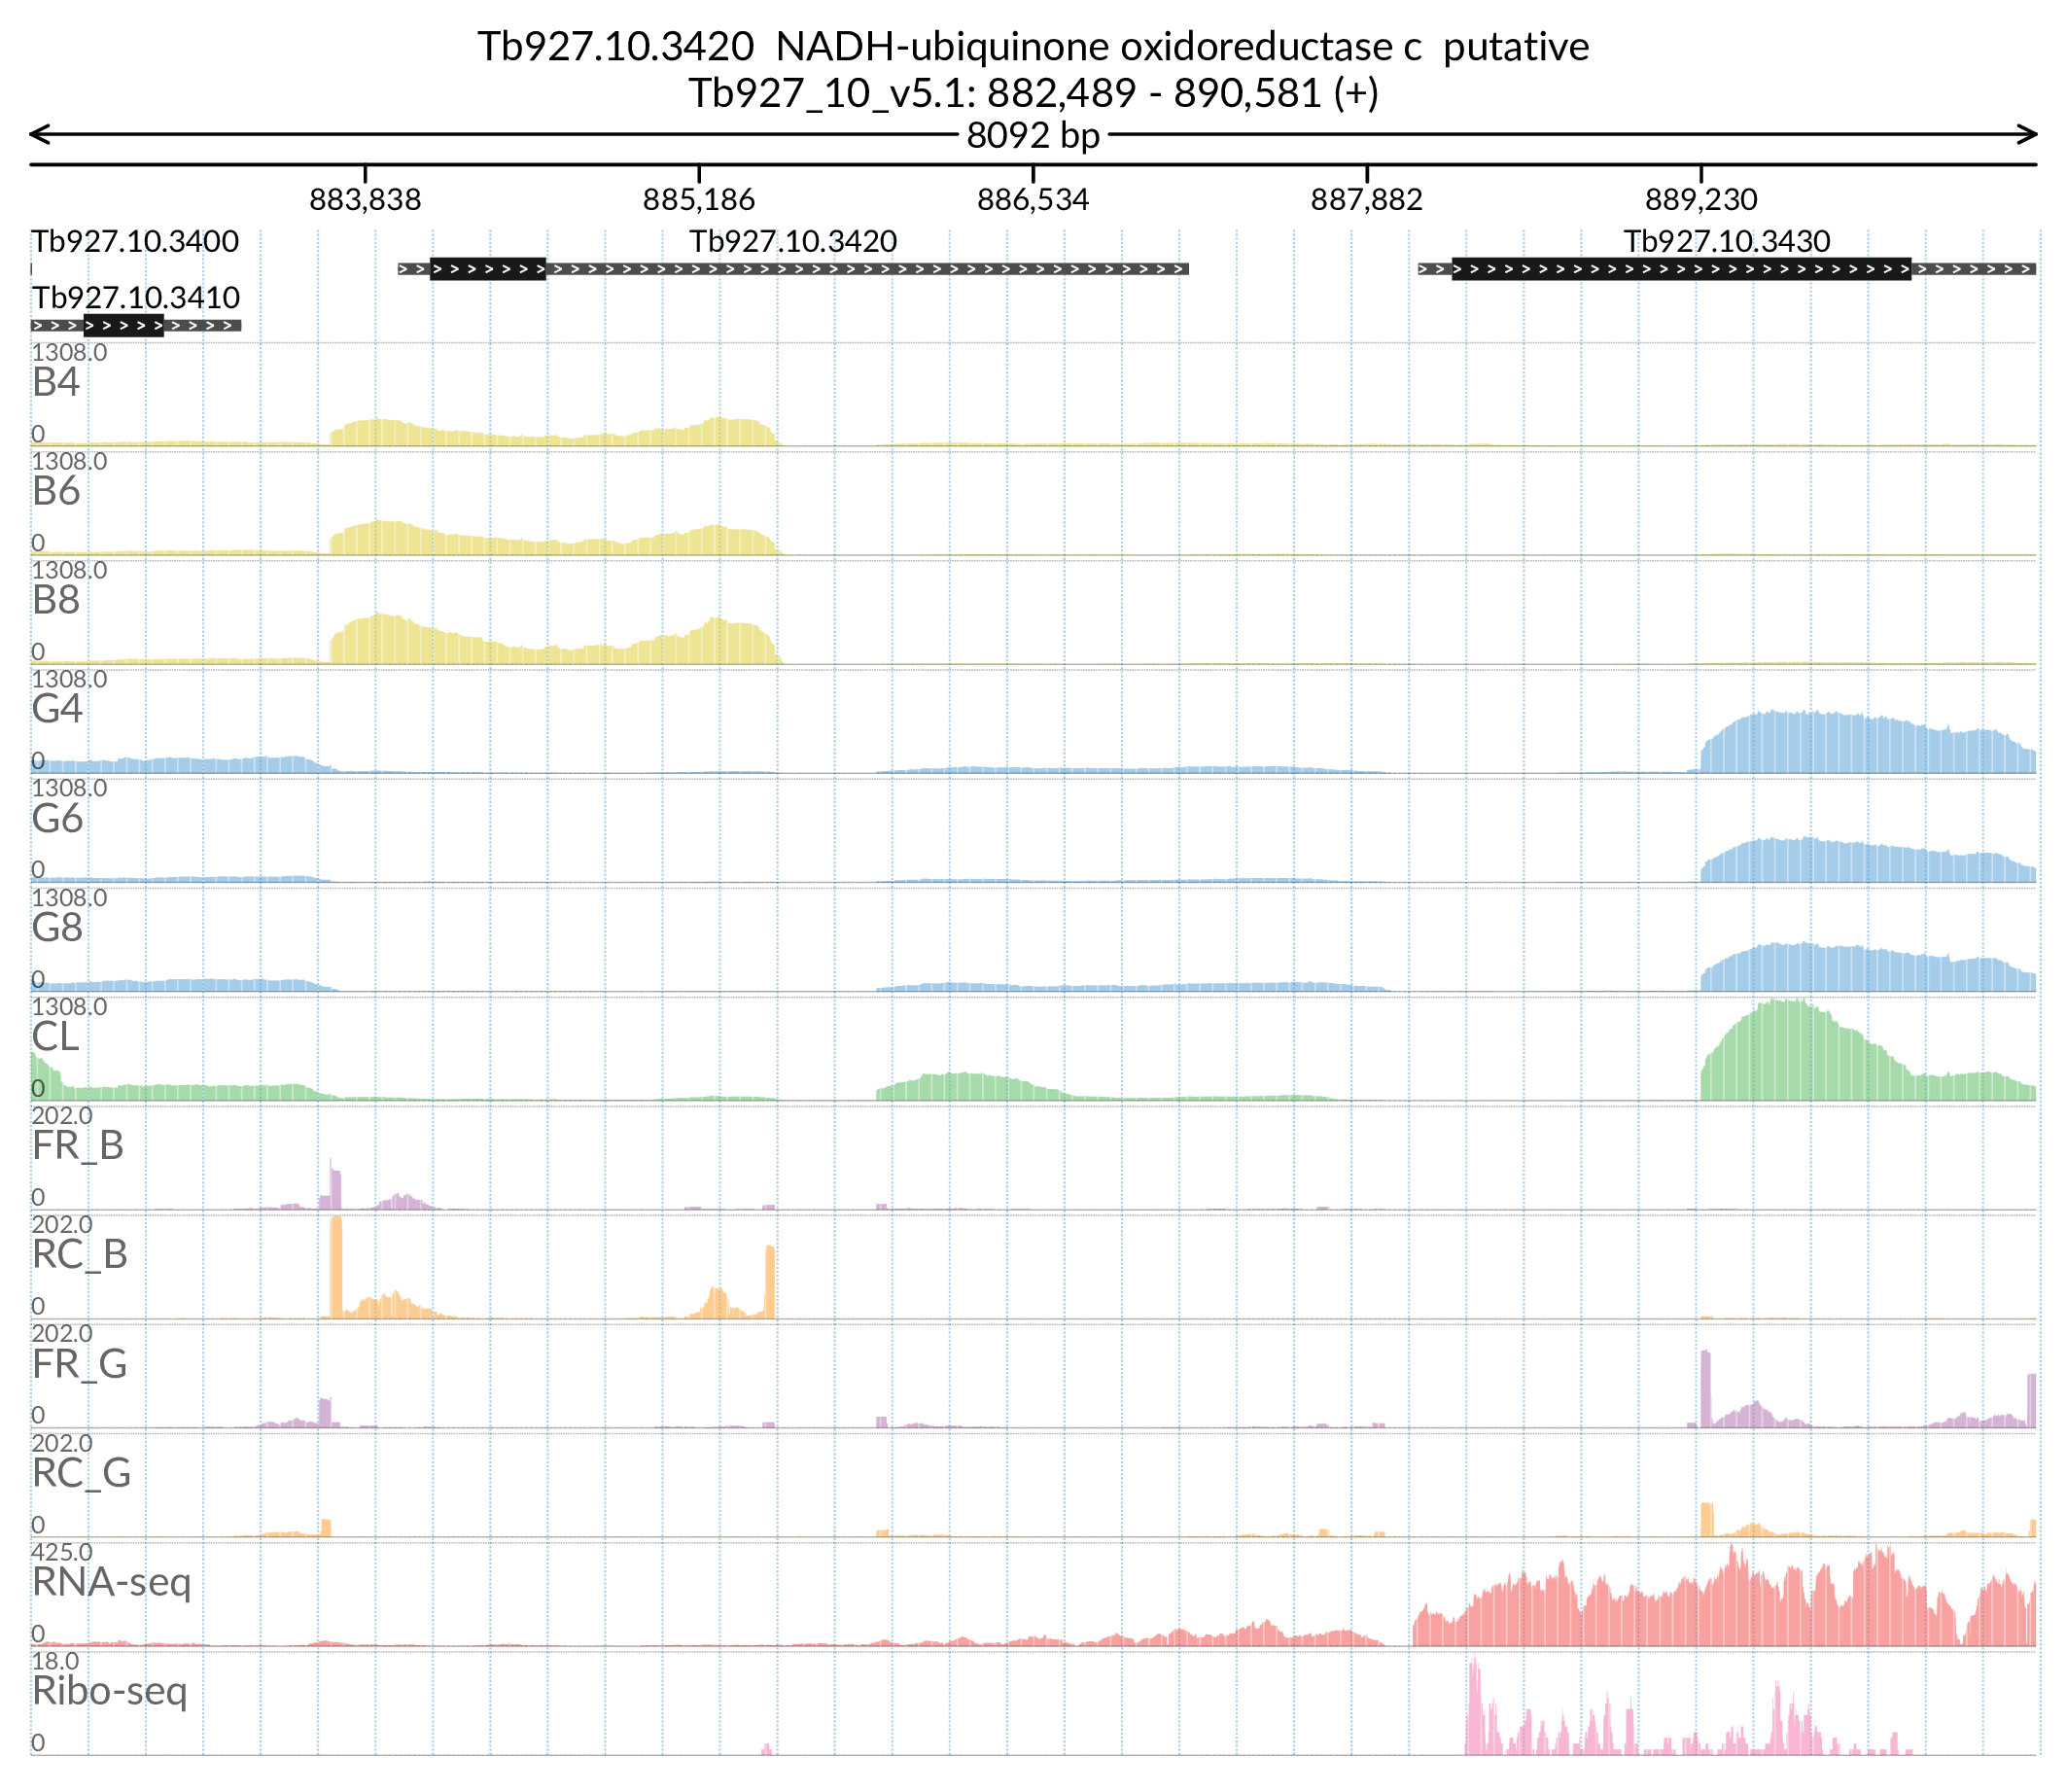 Tb927.10.3420  NADH-ubiquinone oxidoreductase c  putative
Tb927_10_v5.1: 882,489 - 890,581 (+)
8092 bp
883,838 885,186 886,534 887,882 889,230
Tb927.10.3400 Tb927.10.3420 Tb927.10.3430
Tb927.10.3410
1308.0
B4
0
1308.0
B6
0
1308.0
B8
0
1308.0
G4
0
1308.0
G6
0
1308.0
G8
0
1308.0
CL
0
202.0
FR_B
0
202.0
RC_B
0
202.0
FR_G
0
202.0
RC_G
0
425.0
RNA-seq
0
18.0
Ribo-seq
0